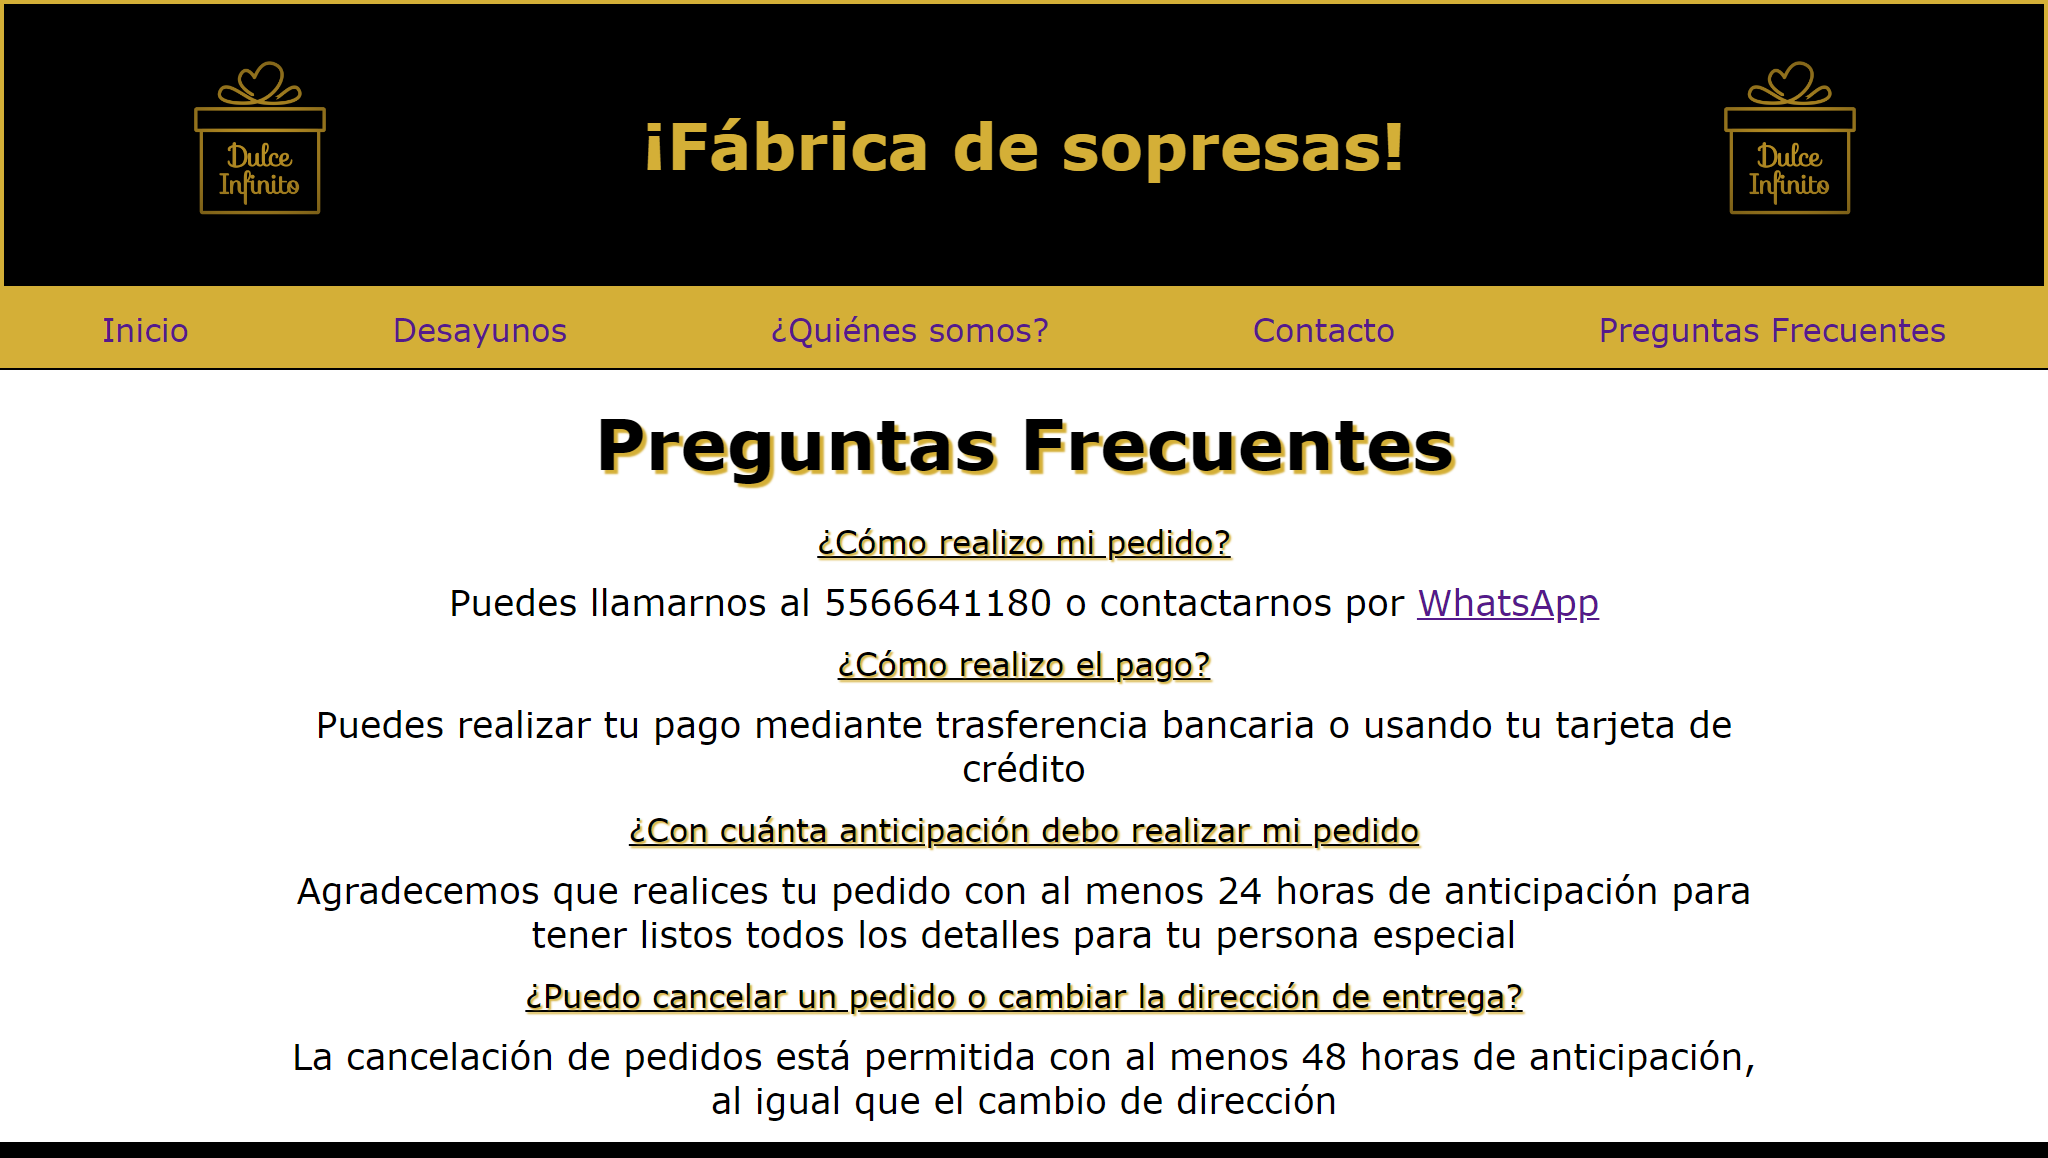 Dulce
Infinito
¡Fábrica de sopresas!
Dulce
Infinito
Inicio Desayunos ¿Quiénes somos? Contacto Preguntas Frecuentes
Preguntas Frecuentes
¿Cómo realizo mi pedido?
Puedes llamarnos al 5566641180 o contactarnos por WhatsApp
¿Cómo realizo el pago?
Puedes realizar tu pago mediante trasferencia bancaria o usando tu tarjeta de
crédito
¿Con cuánta anticipación debo realizar mi pedido
Agradecemos que realices tu pedido con al menos 24 horas de anticipación para
tener listos todos los detalles para tu persona especial
¿Puedo cancelar un pedido o cambiar la dirección de entrega?
La cancelación de pedidos está permitida con al menos 48 horas de anticipación,
al igual que el cambio de dirección